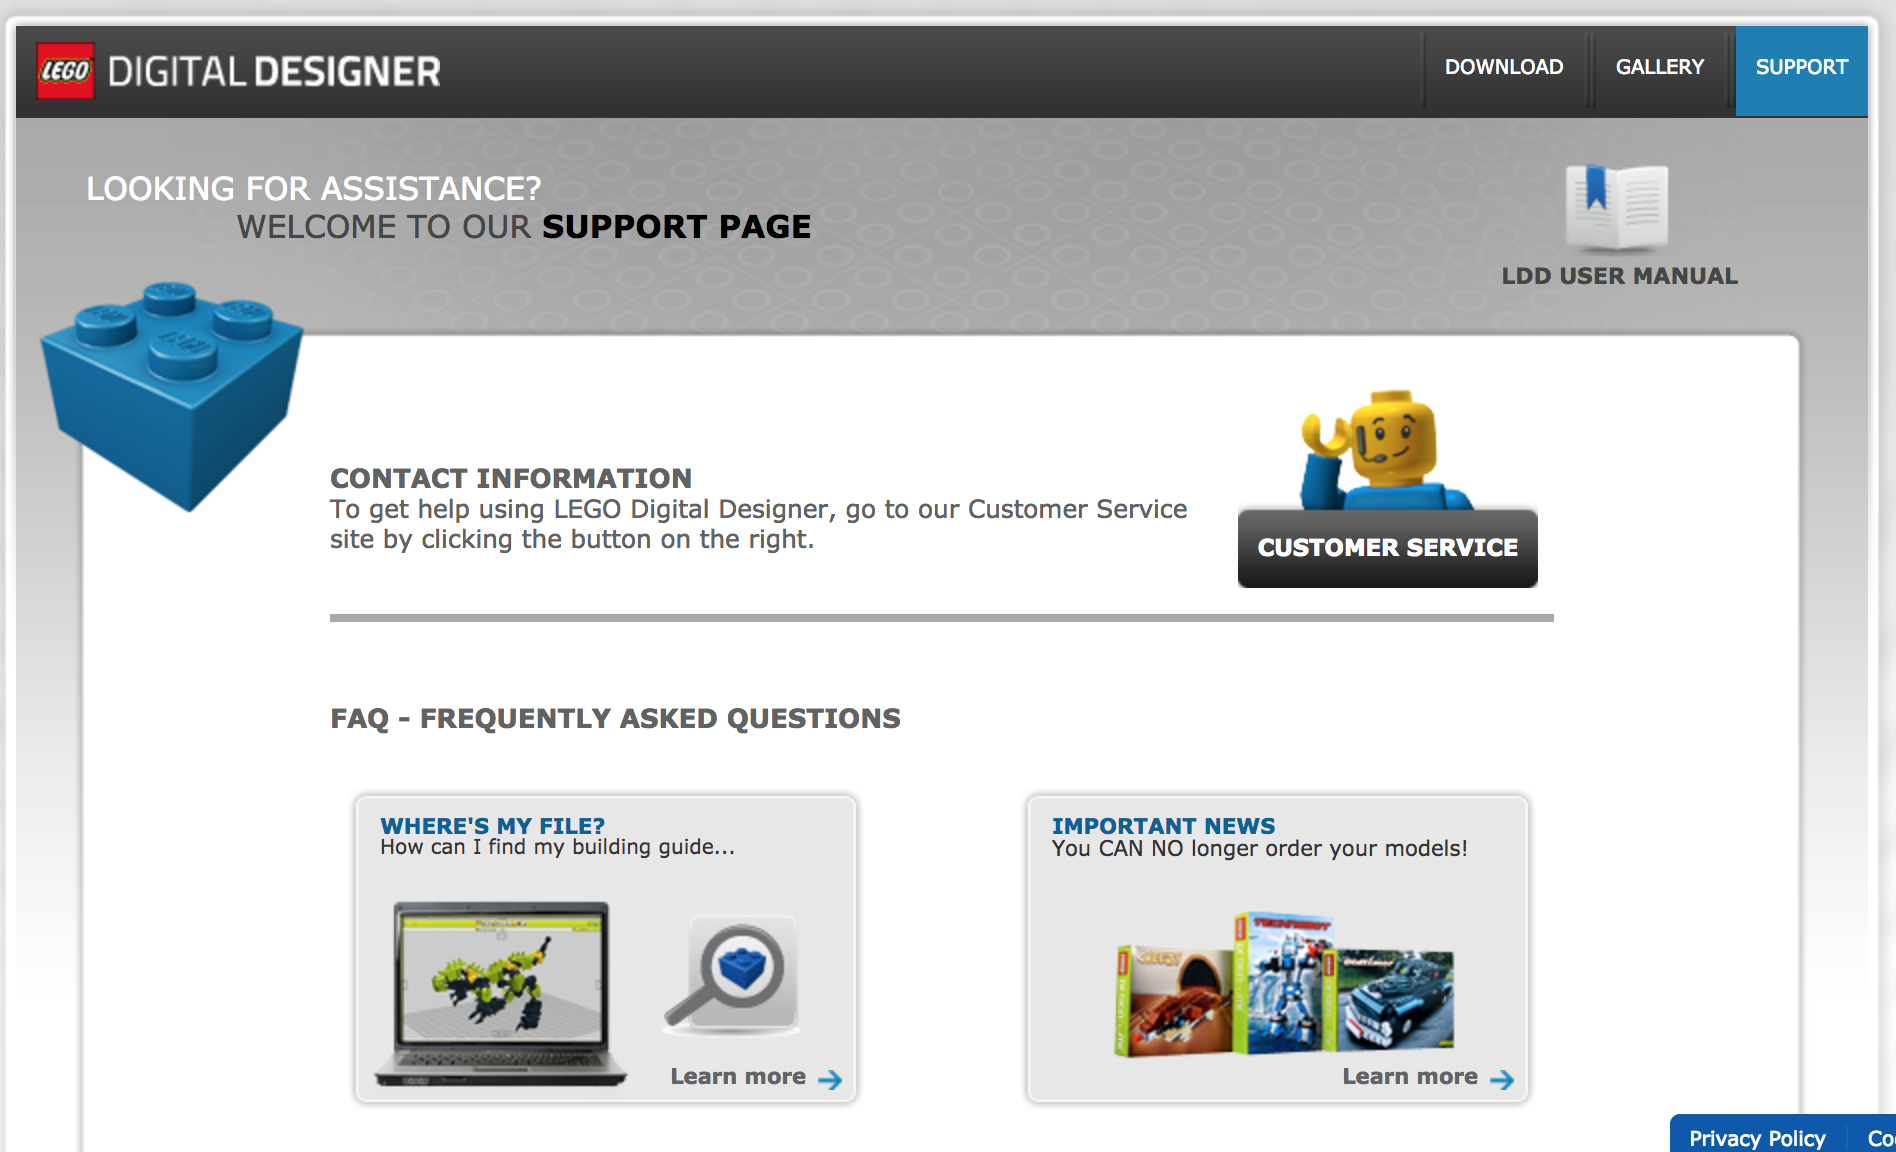 LEGO DIGITAL DESIGNER
DOWNLOAD
GALLERY
SUPPORT
LOOKING FOR ASSISTANCE?
WELCOME TO OUR SUPPORT PAGE
LDD USER MANUAL
CONTACT INFORMATION
To get help using LEGO Digital Designer, go to our Customer Service
site by clicking the button on the right.
CUSTOMER SERVICE
FAQ - FREQUENTLY ASKED QUESTIONS
WHERE'S MY FILE?
How can I find my building guide...
Learn more
IMPORTANT NEWS
You CAN NO longer order your models!
Learn more
Privacy Policy